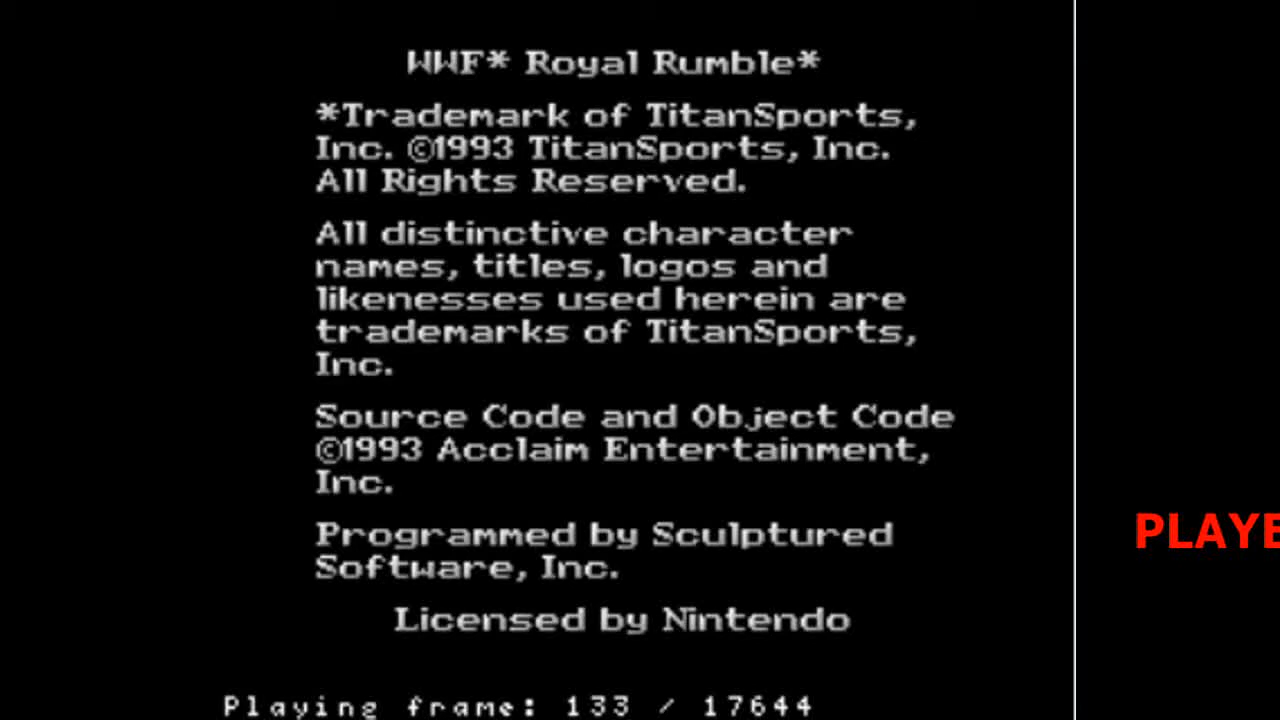 WWF* Royal Rumble*
*Trademark of TitanSports,
Inc. ©1993 TitanSports, Inc.
All Rights Reserved.
All distinctive character
names, titles, logos and
likenesses used herein are
trademarks of TitanSports,
Inc.
Source Code and Object Code
©1993 Acclaim Entertainment,
Inc.
PLAYE
Programmed by Sculptured
Software, Inc.
Licensed by Nintendo
Playing frame: 133 / 17644